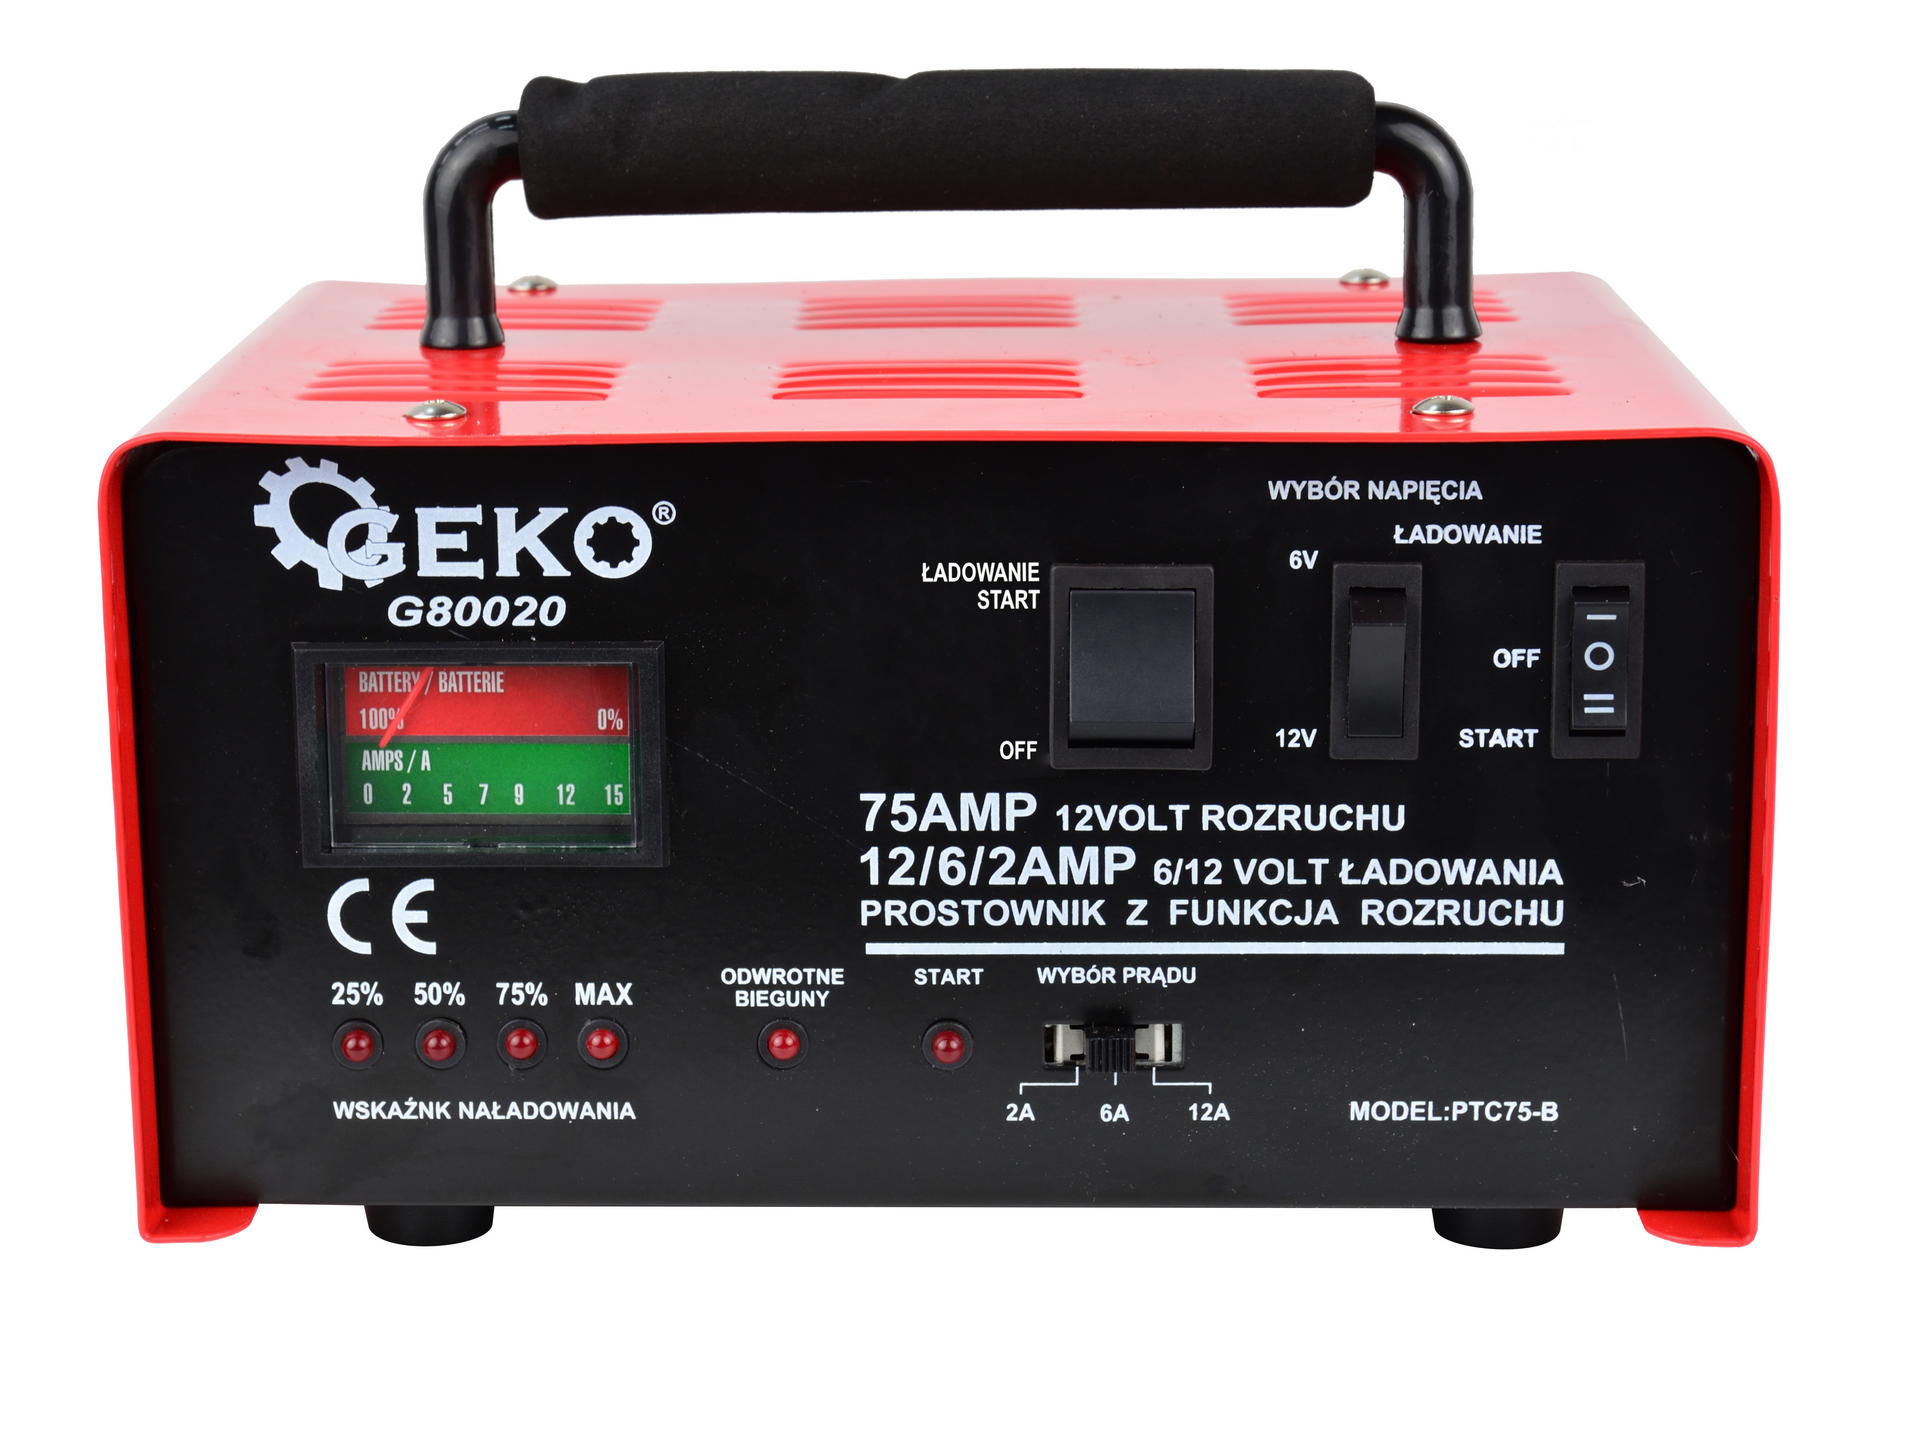 GEKO®
G80020
BATTERY / BATTERIE
100% 0%
AMPS / A
0 2 5 7 9 12 15
CE
25% 50% 75% MAX
WSKAŹNK NAŁADOWANIA
ODWROTNE
BIEGUNY
START
WYBÓR PRĄDU
2A 6A 12A
MODEL:PTC75-B
ŁADOWANIE
START
OFF
WYBÓR NAPIĘCIA
6V
12V
ŁADOWANIE
OFF
START
I
O
II
75AMP 12VOLT ROZRUCHU
12/6/2AMP 6/12 VOLT ŁADOWANIA
PROSTOWNIK Z FUNKCJA ROZRUCHU